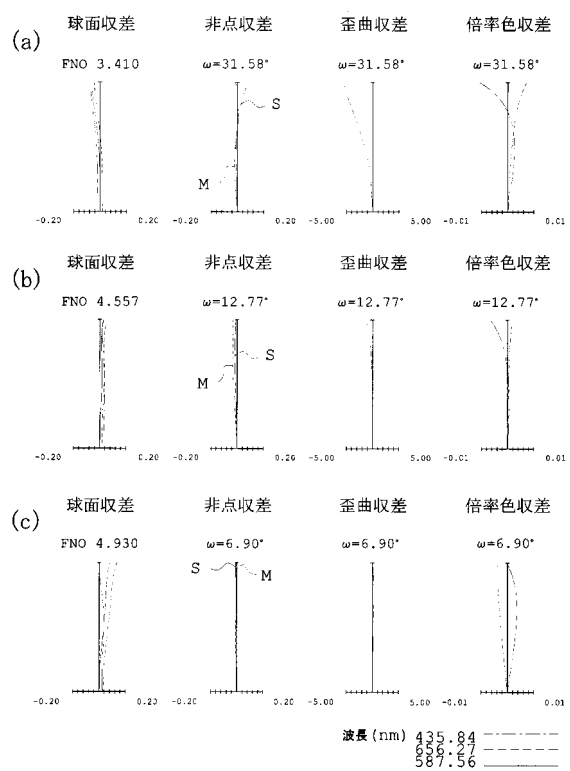 (a)
球面収差 非点収差 歪曲収差 倍率色収差
FNO 3.410 ω=31.58° ω=31.58° ω=31.58°
S
M
-0.20 0.20 -0.20 0.20 -5.00 5.00 -0.01 0.01
(b)
球面収差 非点収差 歪曲収差 倍率色収差
FNO 4.557 ω=12.77° ω=12.77° ω=12.77°
S
M
-0.20 0.20 -0.20 0.20 -5.00 5.00 -0.01 0.01
(c)
球面収差 非点収差 歪曲収差 倍率色収差
FNO 4.930 ω=6.90° ω=6.90° ω=6.90°
S M
-0.20 0.20 -0.20 0.20 -5.00 5.00 -0.01 0.01
波長(nm) 435.84
656.27
587.56